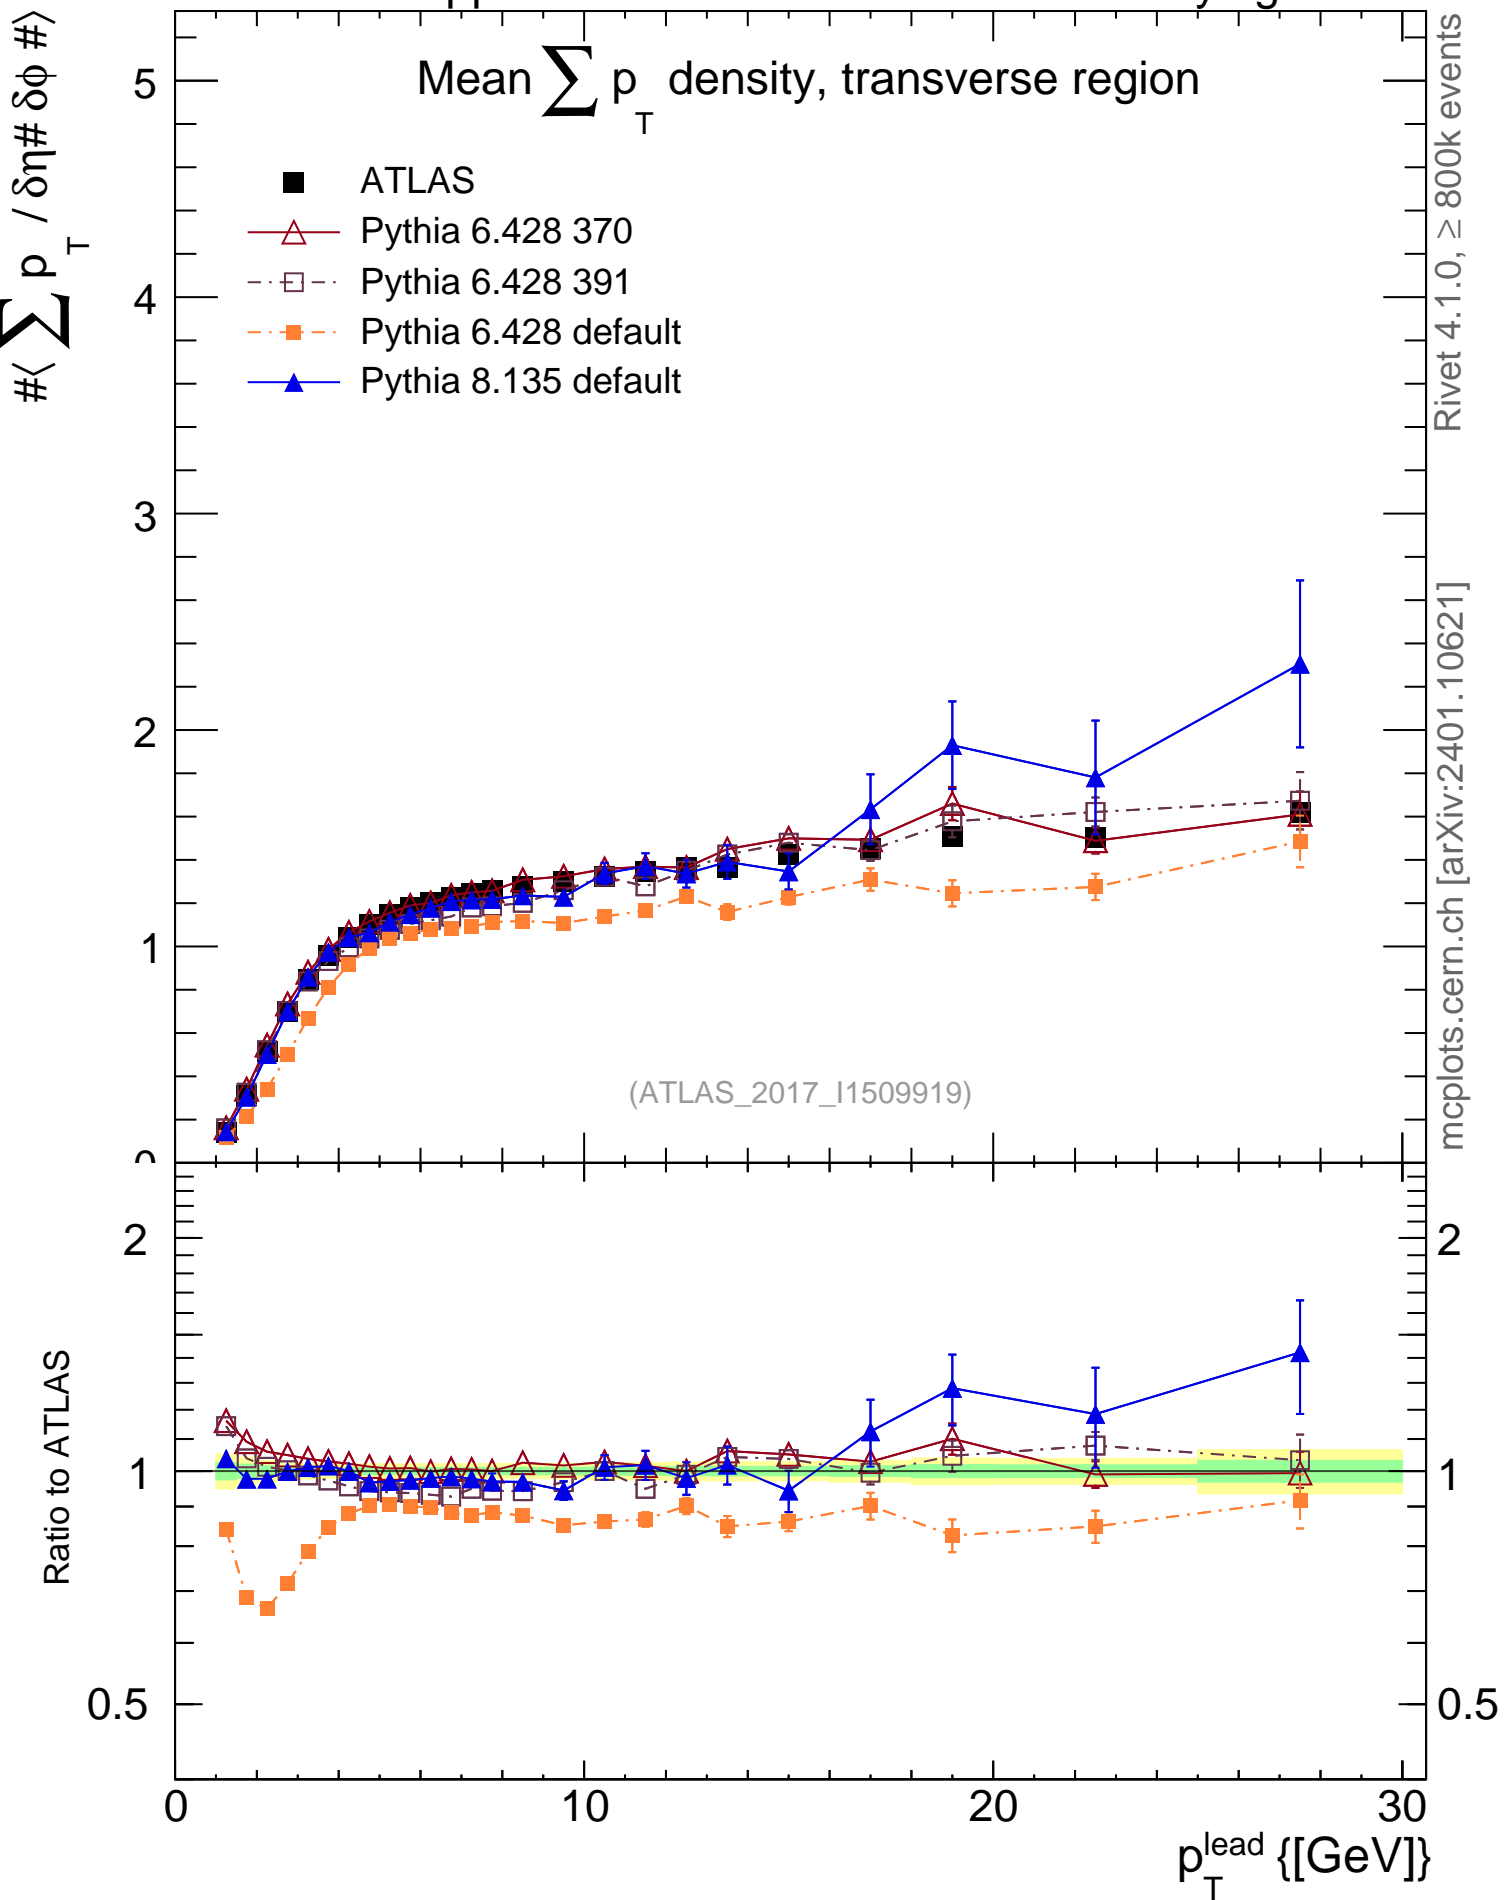 Mean ∑ p_T density, transverse region
#⟨ ∑ p_T / δη# δϕ #⟩
ATLAS
Pythia 6.428 370
Pythia 6.428 391
Pythia 6.428 default
Pythia 8.135 default
5
4
3
2
1
(ATLAS_2017_I1509919)
Rivet 4.1.0, ≥ 800k events
mcplots.cern.ch [arXiv:2401.10621]
Ratio to ATLAS
2
1
0.5
2
1
0.5
0
10
20
30
p_T^lead {[GeV]}